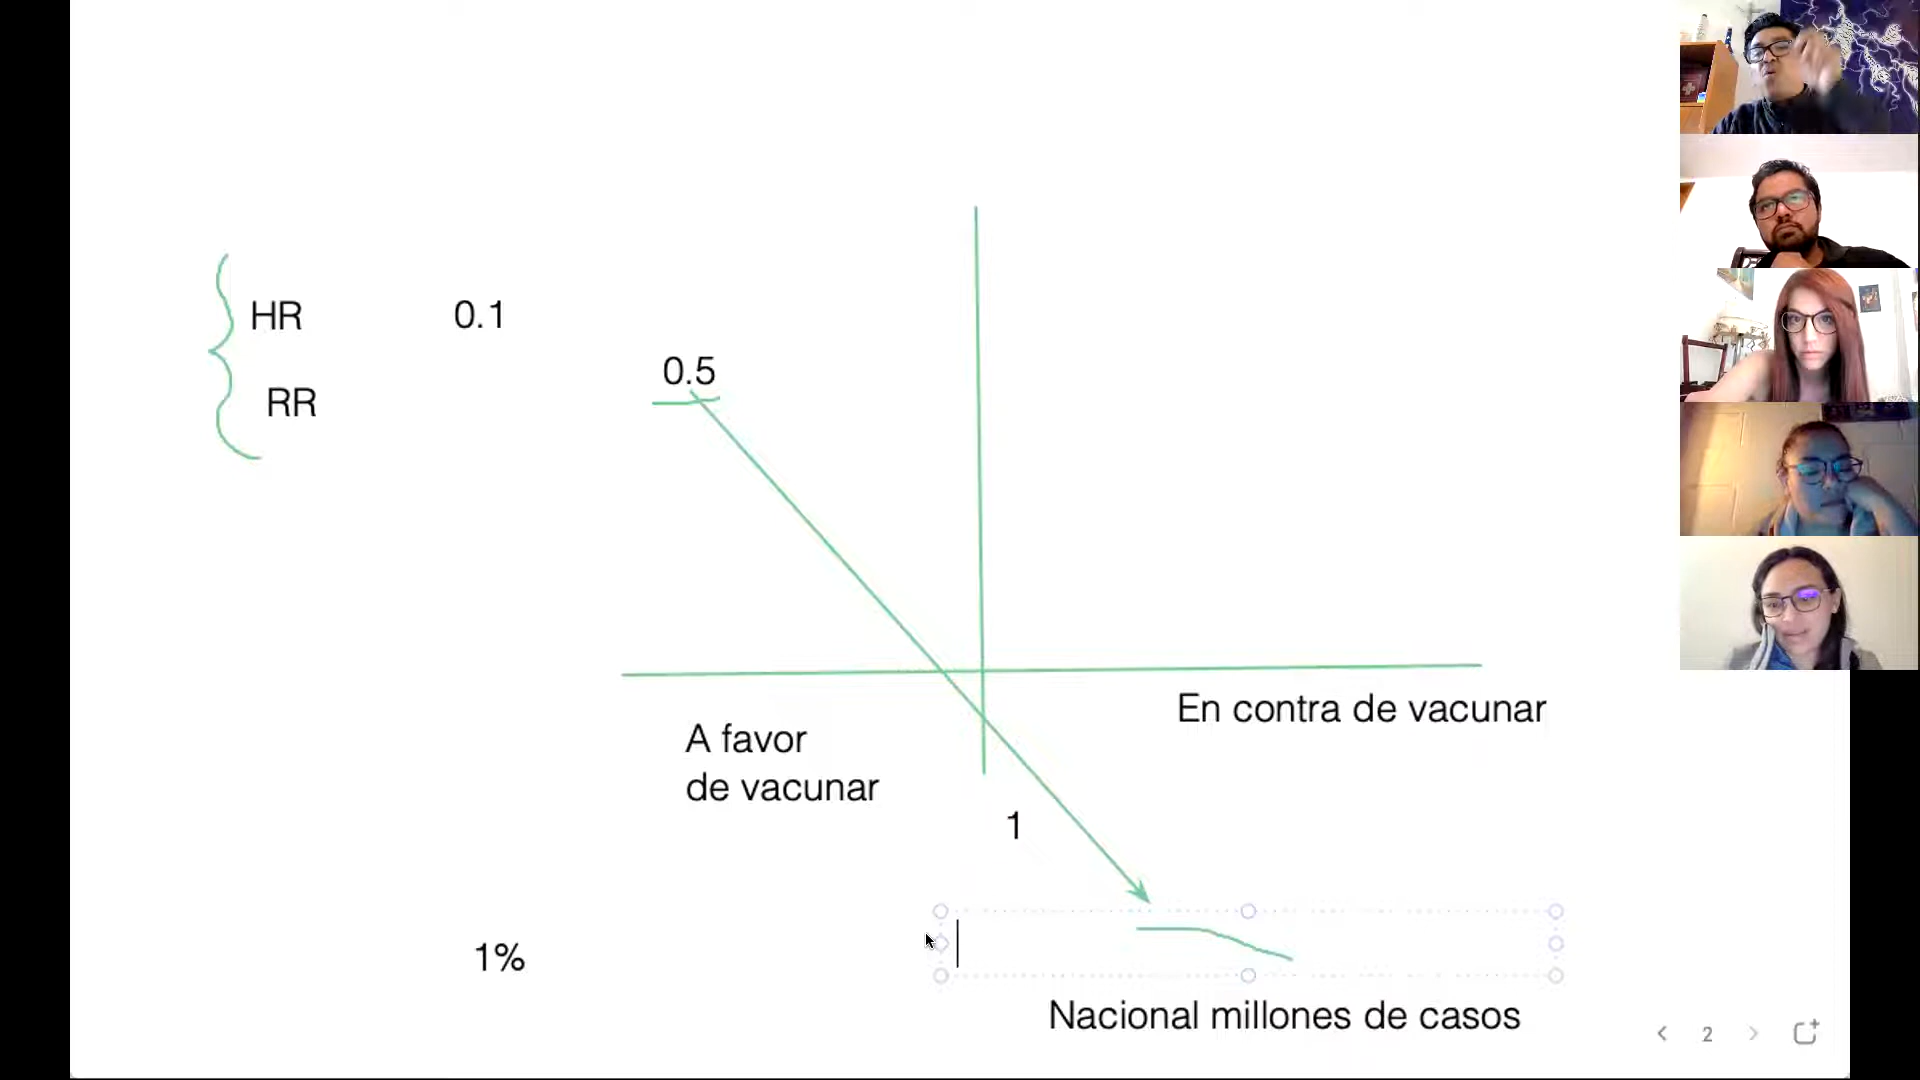 HR
0.1
RR
0.5
En contra de vacunar
A favor
de vacunar
1
1%
Nacional millones de casos
2